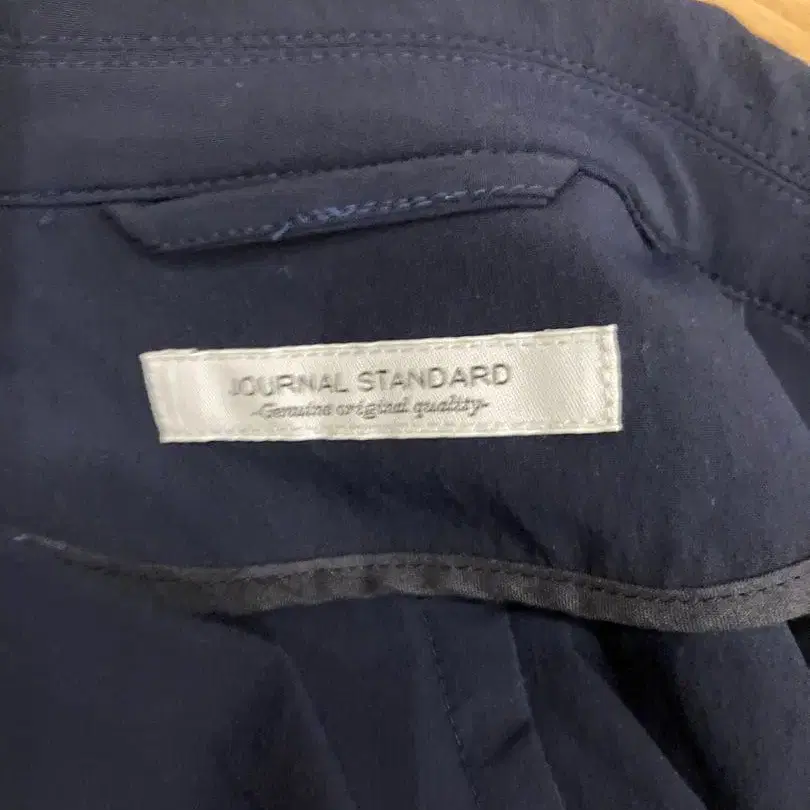 JOURNAL STANDARD
-Genuine original quality-